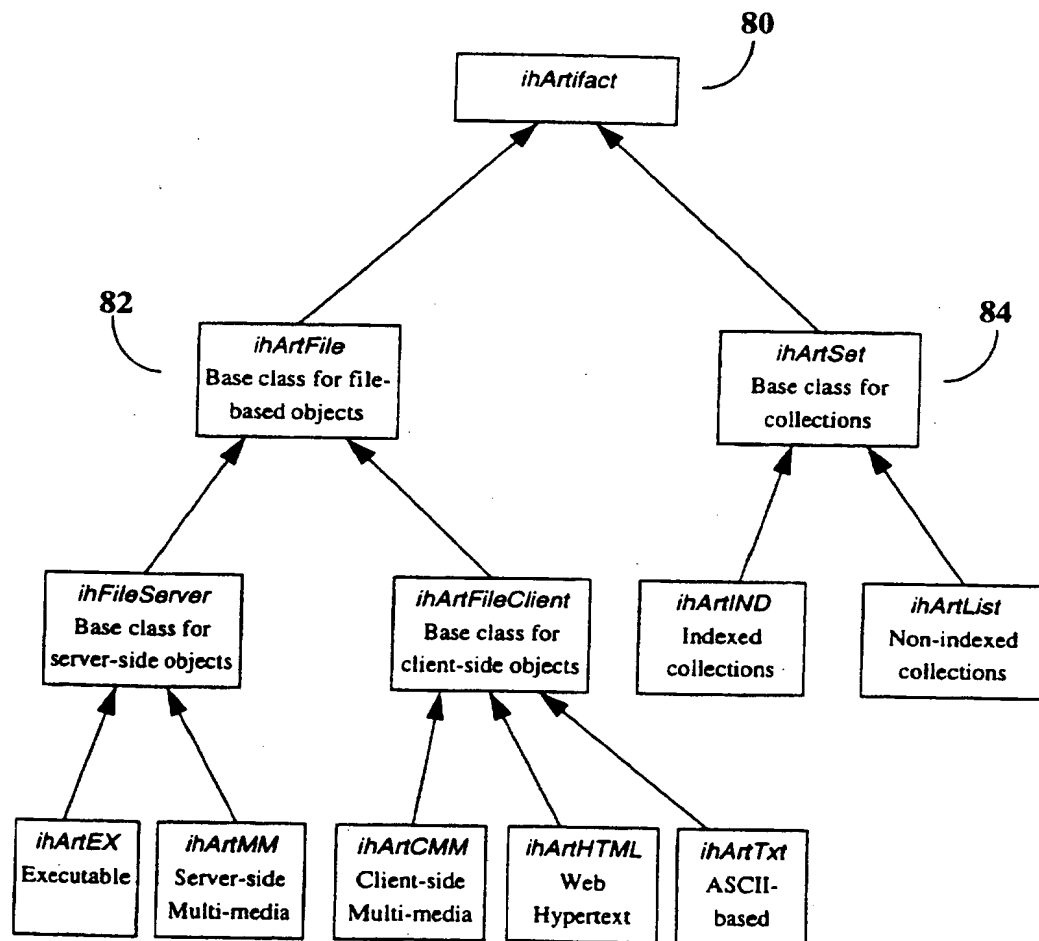 80
ihArtifact
82
ihArtFile
Base class for file-
based objects
84
ihArtSet
Base class for
collections
ihFileServer
Base class for
server-side objects
ihArtFileClient
Base class for
client-side objects
ihArtIND
Indexed
collections
ihArtList
Non-indexed
collections
ihArtEX
Executable
ihArtMM
Server-side
Multi-media
ihArtCMM
Client-side
Multi-media
ihArtHTML
Web
Hypertext
ihArtTxt
ASCII-
based